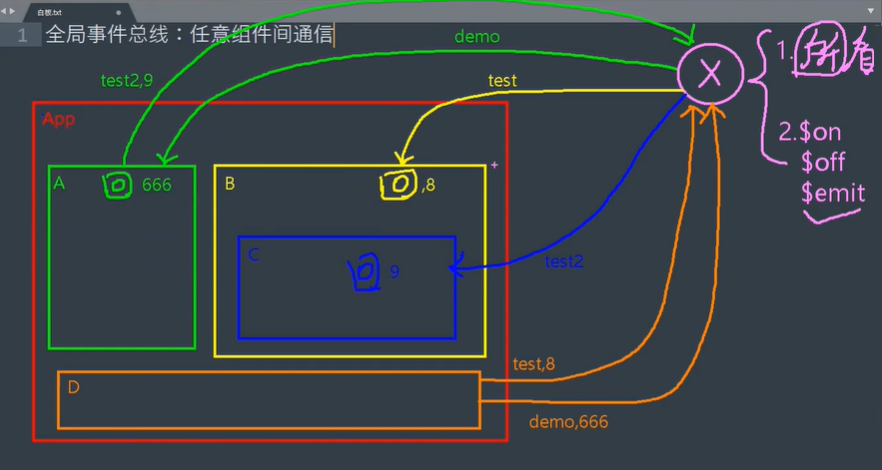 白板.txt
1 全局事件总线：任意组件间通信
demo
test2,9
test
X
1.所有
2.$on
$off
$emit
App
A
666
B
,8
C
9
test2
D
test,8
demo,666